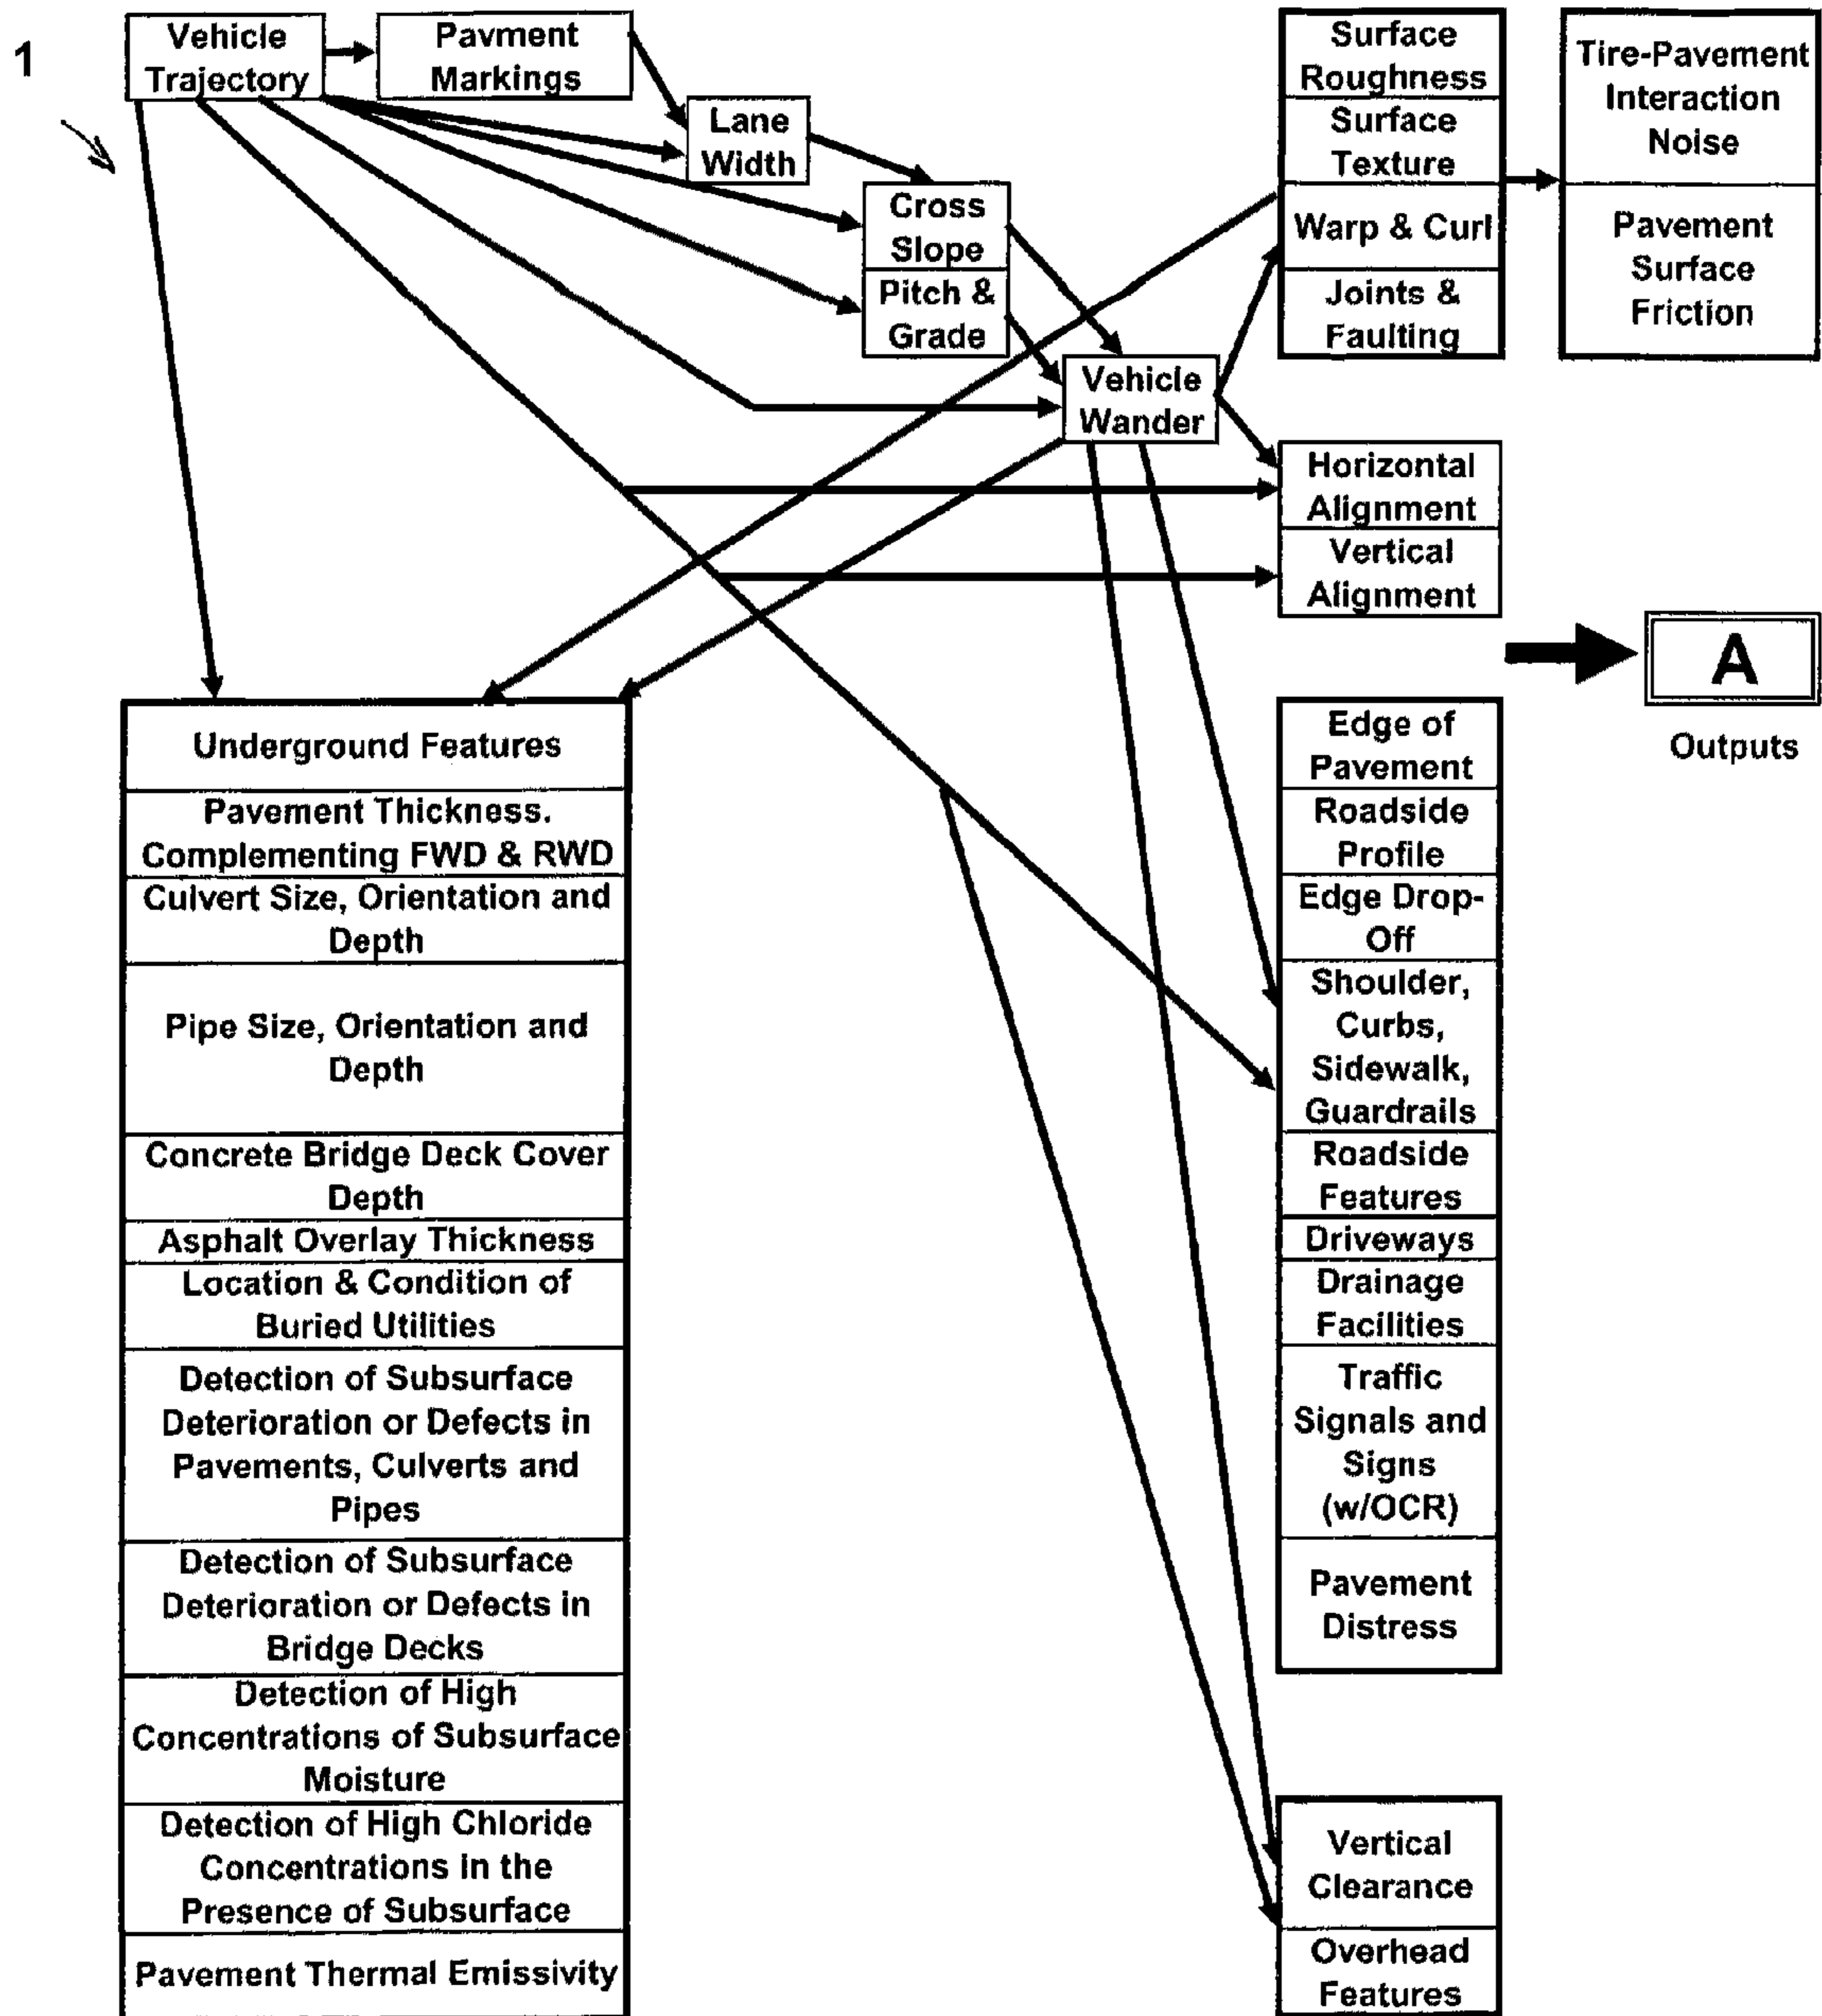 1
Vehicle
Trajectory
Pavment
Markings
Lane
Width
Cross
Slope
Pitch &
Grade
Vehicle
Wander
Surface
Roughness
Surface
Texture
Warp & Curl
Joints &
Faulting
Tire-Pavement
Interaction
Noise
Pavement
Surface
Friction
Horizontal
Alignment
Vertical
Alignment
A
Outputs
Underground Features
Pavement Thickness.
Complementing FWD & RWD
Culvert Size, Orientation and
Depth
Pipe Size, Orientation and
Depth
Concrete Bridge Deck Cover
Depth
Asphalt Overlay Thickness
Location & Condition of
Buried Utilities
Detection of Subsurface
Deterioration or Defects in
Pavements, Culverts and
Pipes
Detection of Subsurface
Deterioration or Defects in
Bridge Decks
Detection of High
Concentrations of Subsurface
Moisture
Detection of High Chloride
Concentrations in the
Presence of Subsurface
Pavement Thermal Emissivity
Edge of
Pavement
Roadside
Profile
Edge Drop-
Off
Shoulder,
Curbs,
Sidewalk,
Guardrails
Roadside
Features
Driveways
Drainage
Facilities
Traffic
Signals and
Signs
(w/OCR)
Pavement
Distress
Vertical
Clearance
Overhead
Features